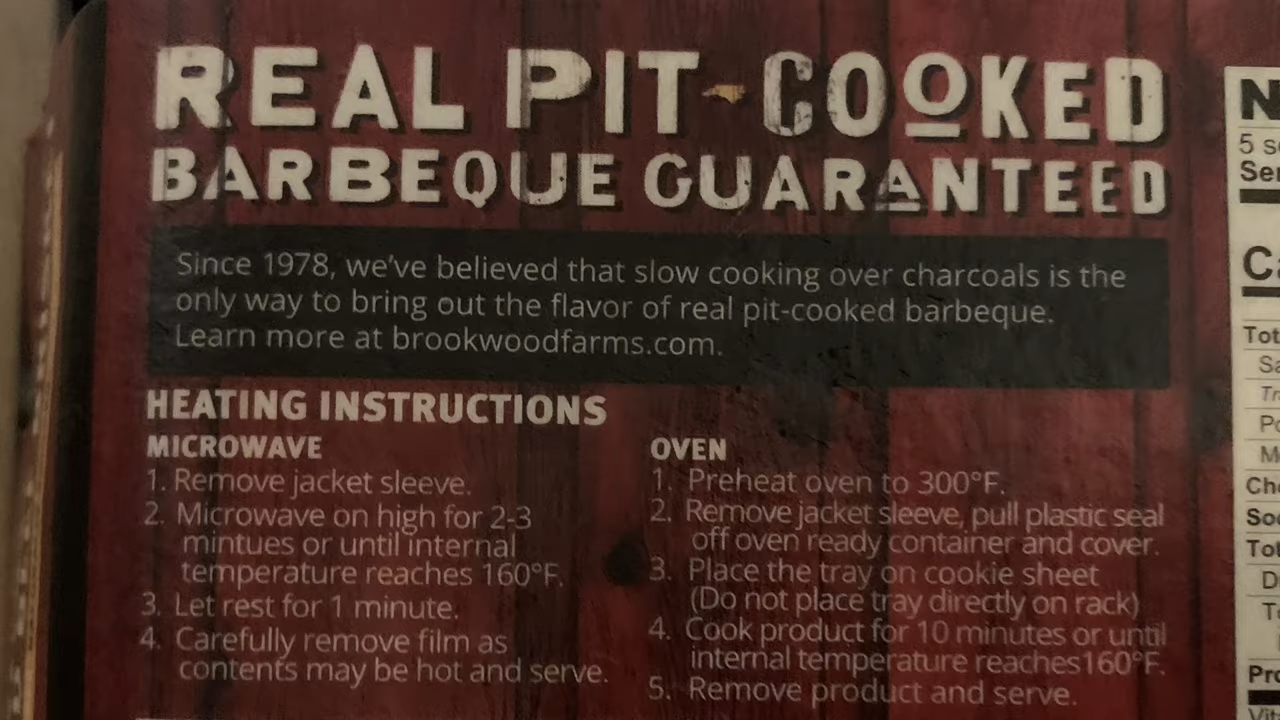 REAL PIT-COOKED
BARBEQUE GUARANTEED
Since 1978, we've believed that slow cooking over charcoals is the
only way to bring out the flavor of real pit-cooked barbeque.
Learn more at brookwoodfarms.com.
HEATING INSTRUCTIONS
MICROWAVE
1. Remove jacket sleeve.
2. Microwave on high for 2-3
mintues or until internal
temperature reaches 160°F.
3. Let rest for 1 minute.
4. Carefully remove film as
contents may be hot and serve.
OVEN
1. Preheat oven to 300°F.
2. Remove jacket sleeve, pull plastic seal
off oven ready container and cover.
3. Place the tray on cookie sheet
(Do not place tray directly on rack)
4. Cook product for 10 minutes or until
internal temperature reaches160°F.
5. Remove product and serve.
5